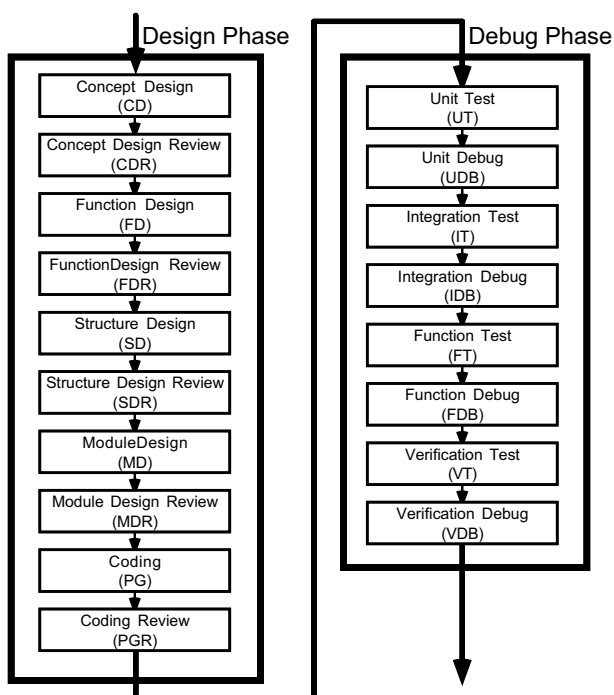 Design Phase
Concept Design
(CD)
Concept Design Review
(CDR)
Function Design
(FD)
FunctionDesign Review
(FDR)
Structure Design
(SD)
Structure Design Review
(SDR)
ModuleDesign
(MD)
Module Design Review
(MDR)
Coding
(PG)
Coding Review
(PGR)
Debug Phase
Unit Test
(UT)
Unit Debug
(UDB)
Integration Test
(IT)
Integration Debug
(IDB)
Function Test
(FT)
Function Debug
(FDB)
Verification Test
(VT)
Verification Debug
(VDB)